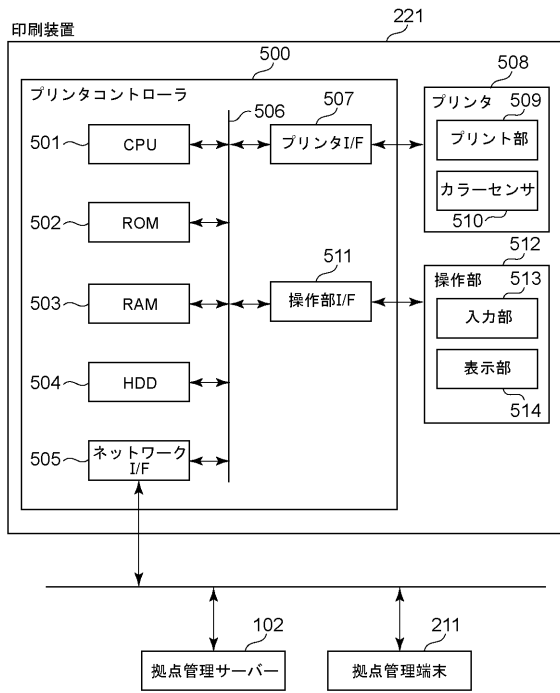 印刷装置
221
500
プリンタコントローラ
506
507
508
プリンタ
509
501
CPU
プリンタI/F
プリント部
カラーセンサ
510
502
ROM
511
512
操作部
513
503
RAM
操作部I/F
入力部
504
HDD
表示部
514
505
ネットワーク
I/F
102
211
拠点管理サーバー
拠点管理端末